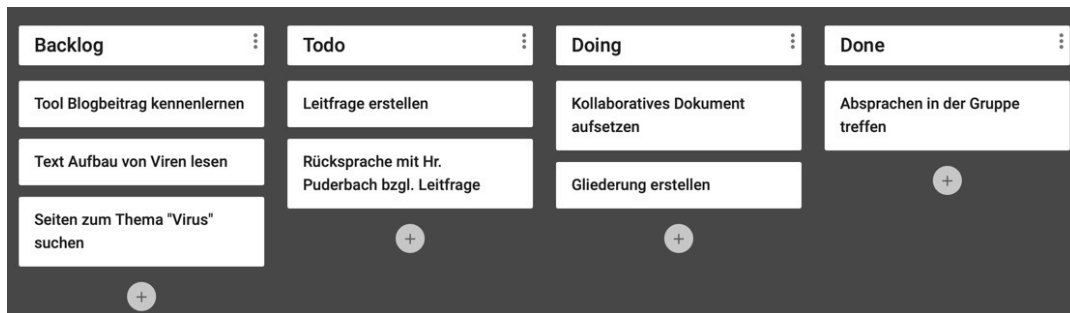 Backlog
Tool Blogbeitrag kennenlernen
Text Aufbau von Viren lesen
Seiten zum Thema "Virus"
suchen
Todo
Leitfrage erstellen
Rücksprache mit Hr.
Puderbach bzgl. Leitfrage
Doing
Kollaboratives Dokument
aufsetzen
Gliederung erstellen
Done
Absprachen in der Gruppe
treffen